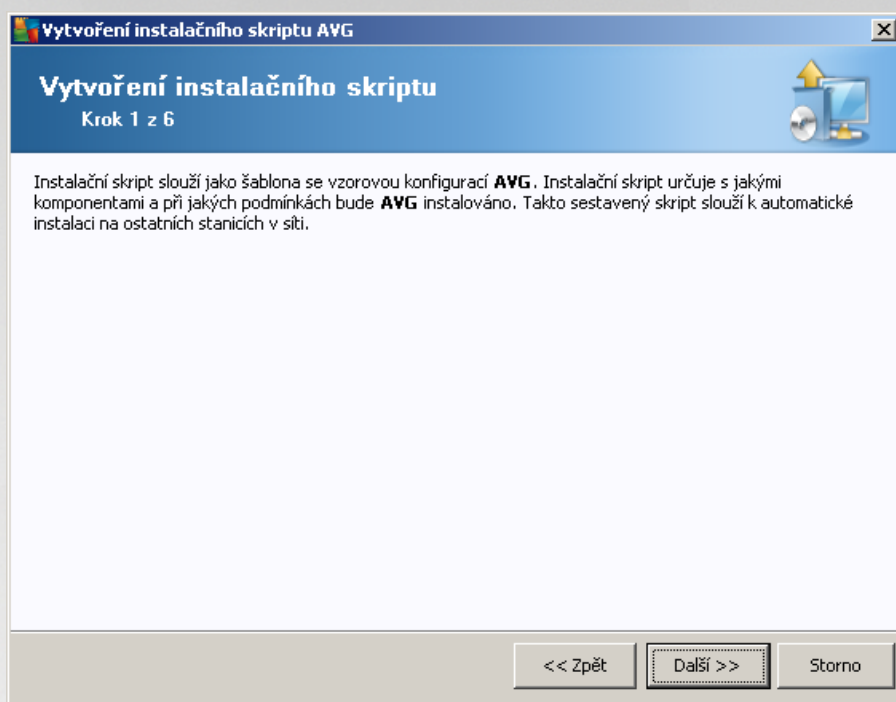 Vytvoření instalačního skriptu AVG
Vytvoření instalačního skriptu
Krok 1 z 6
Instalační skript slouží jako šablona se vzorovou konfigurací AVG. Instalační skript určuje s jakými
komponentami a při jakých podmínkách bude AVG instalováno. Takto sestavený skript slouží k automatické
instalaci na ostatních stanicích v síti.
<< Zpět
Další >>
Storno